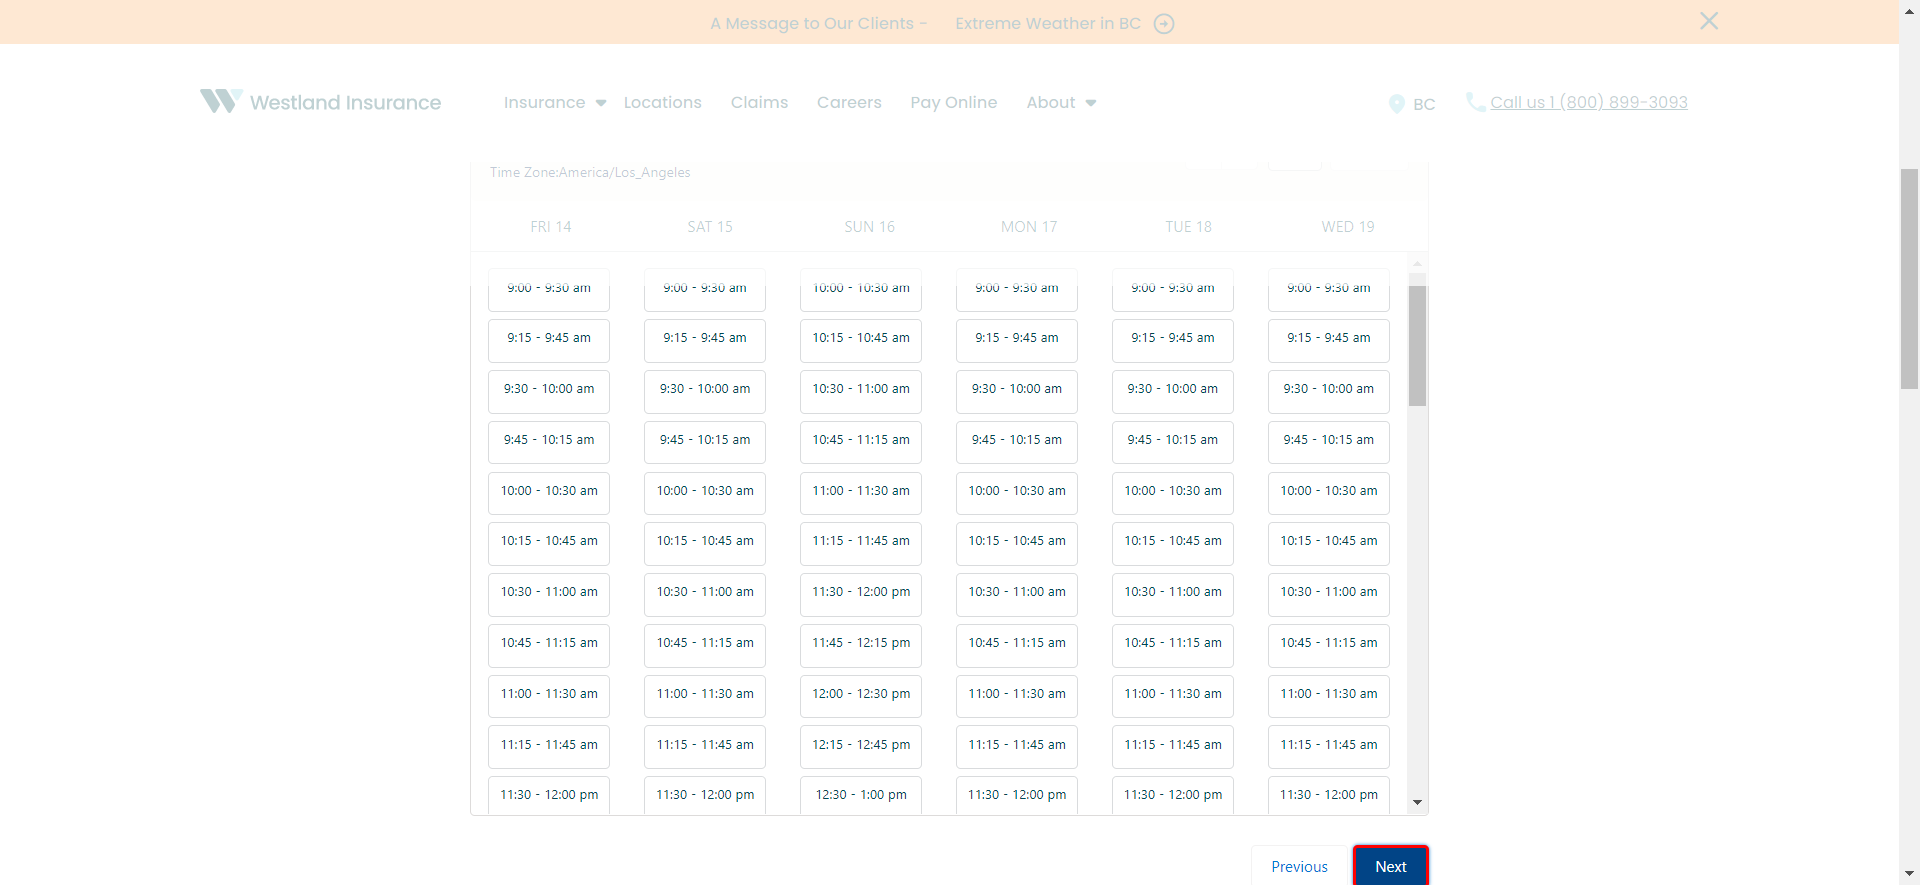 A Message to Our Clients - Extreme Weather in BC
Westland Insurance Insurance Locations Claims Careers Pay Online About BC Call us 1 (800) 899-3093
Time Zone:America/Los_Angeles
FRI 14 SAT 15 SUN 16 MON 17 TUE 18 WED 19
9:00 - 9:30 am 9:00 - 9:30 am 10:00 - 10:30 am 9:00 - 9:30 am 9:00 - 9:30 am 9:00 - 9:30 am
9:15 - 9:45 am 9:15 - 9:45 am 10:15 - 10:45 am 9:15 - 9:45 am 9:15 - 9:45 am 9:15 - 9:45 am
9:30 - 10:00 am 9:30 - 10:00 am 10:30 - 11:00 am 9:30 - 10:00 am 9:30 - 10:00 am 9:30 - 10:00 am
9:45 - 10:15 am 9:45 - 10:15 am 10:45 - 11:15 am 9:45 - 10:15 am 9:45 - 10:15 am 9:45 - 10:15 am
10:00 - 10:30 am 10:00 - 10:30 am 11:00 - 11:30 am 10:00 - 10:30 am 10:00 - 10:30 am 10:00 - 10:30 am
10:15 - 10:45 am 10:15 - 10:45 am 11:15 - 11:45 am 10:15 - 10:45 am 10:15 - 10:45 am 10:15 - 10:45 am
10:30 - 11:00 am 10:30 - 11:00 am 11:30 - 12:00 pm 10:30 - 11:00 am 10:30 - 11:00 am 10:30 - 11:00 am
10:45 - 11:15 am 10:45 - 11:15 am 11:45 - 12:15 pm 10:45 - 11:15 am 10:45 - 11:15 am 10:45 - 11:15 am
11:00 - 11:30 am 11:00 - 11:30 am 12:00 - 12:30 pm 11:00 - 11:30 am 11:00 - 11:30 am 11:00 - 11:30 am
11:15 - 11:45 am 11:15 - 11:45 am 12:15 - 12:45 pm 11:15 - 11:45 am 11:15 - 11:45 am 11:15 - 11:45 am
11:30 - 12:00 pm 11:30 - 12:00 pm 12:30 - 1:00 pm 11:30 - 12:00 pm 11:30 - 12:00 pm 11:30 - 12:00 pm
Previous Next